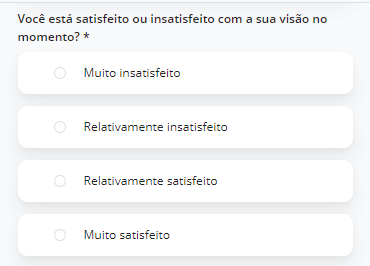 Você está satisfeito ou insatisfeito com a sua visão no
momento? *
Muito insatisfeito
Relativamente insatisfeito
Relativamente satisfeito
Muito satisfeito